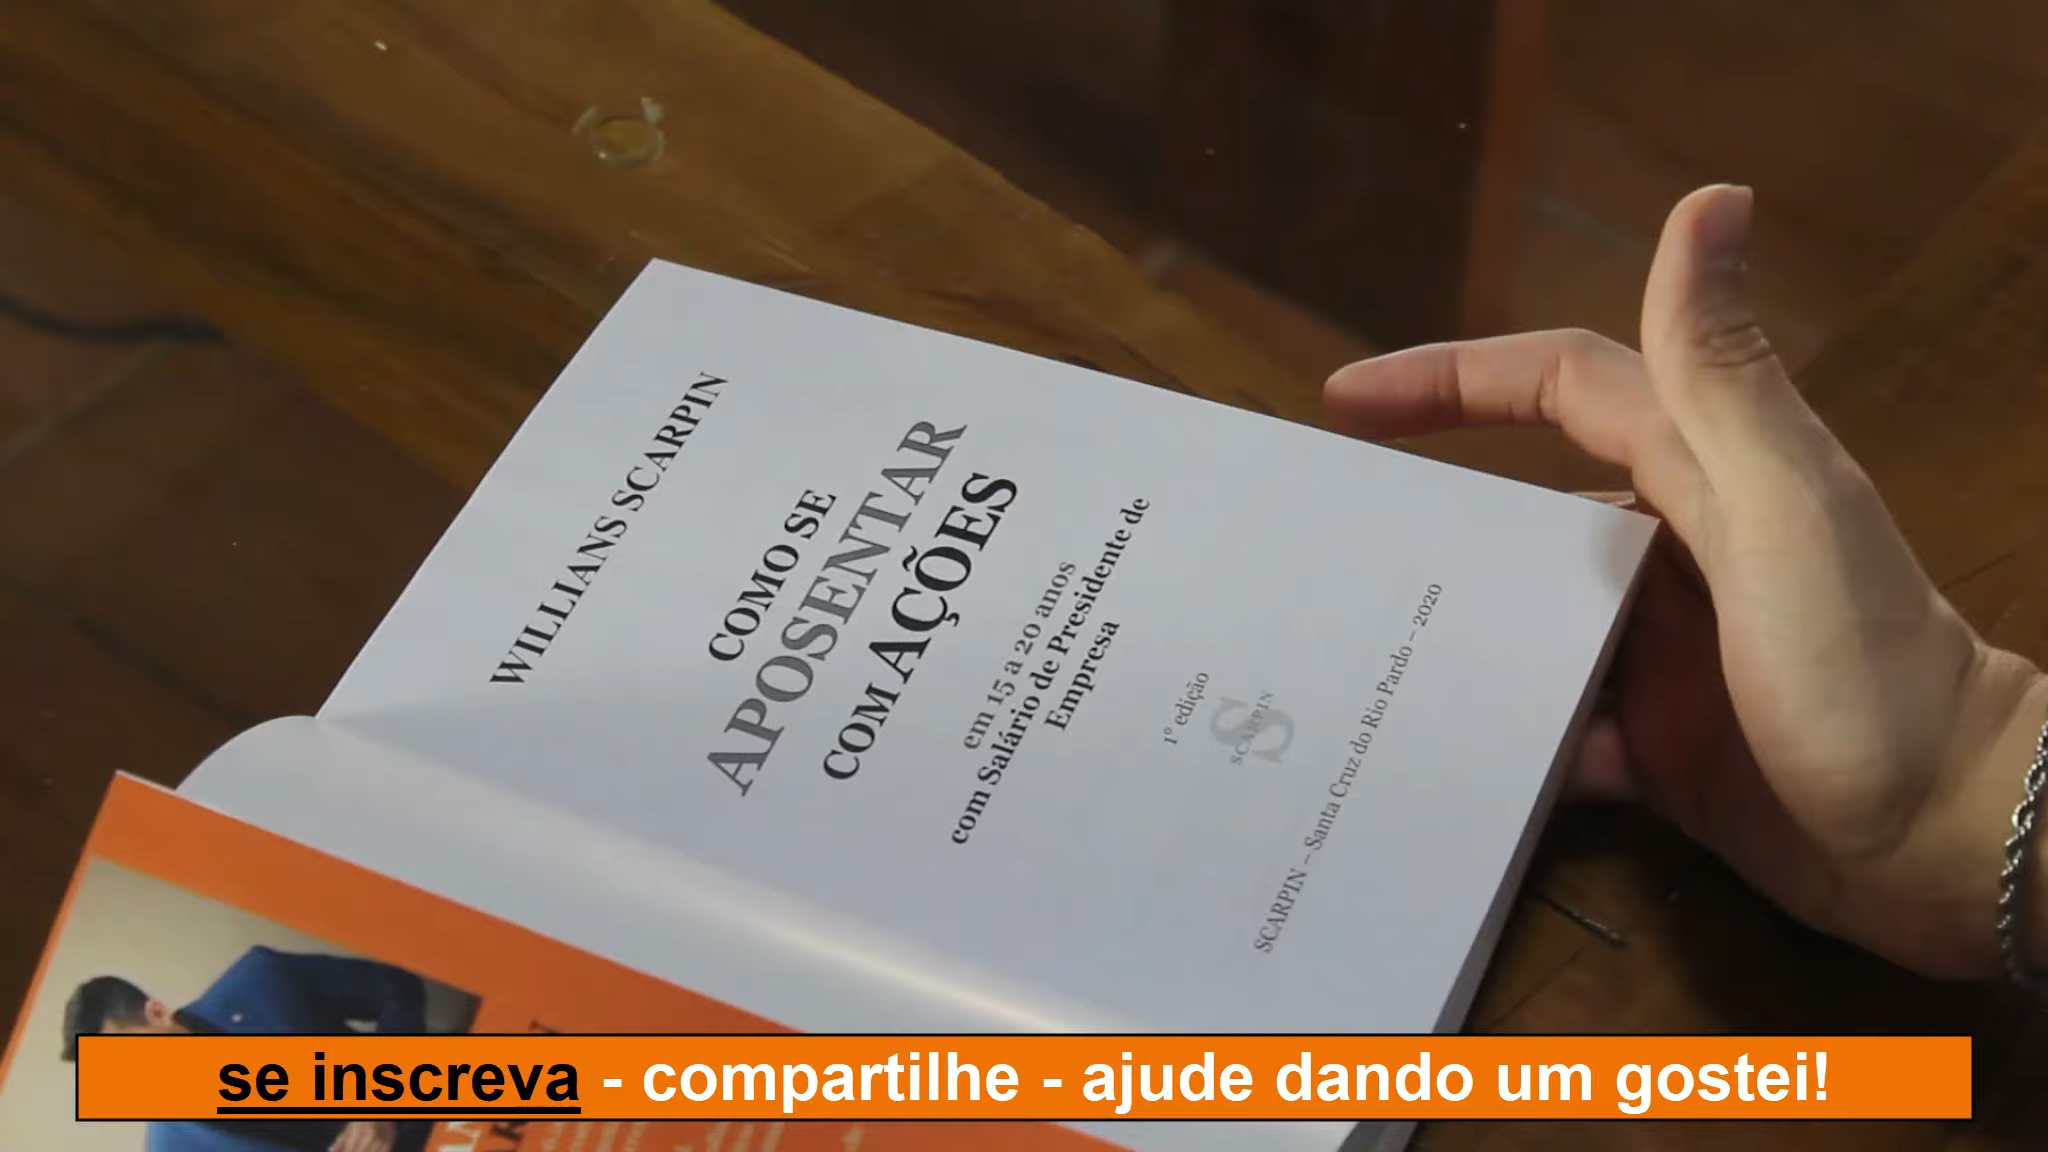 WILLIANS SCARPIN
COMO SE
APOSENTAR
COM AÇÕES
em 15 a 20 anos
com Salário de Presidente de
Empresa
1º edição
S
SCARPIN
SCARPIN – Santa Cruz do Rio Pardo – 2020
se inscreva - compartilhe - ajude dando um gostei!